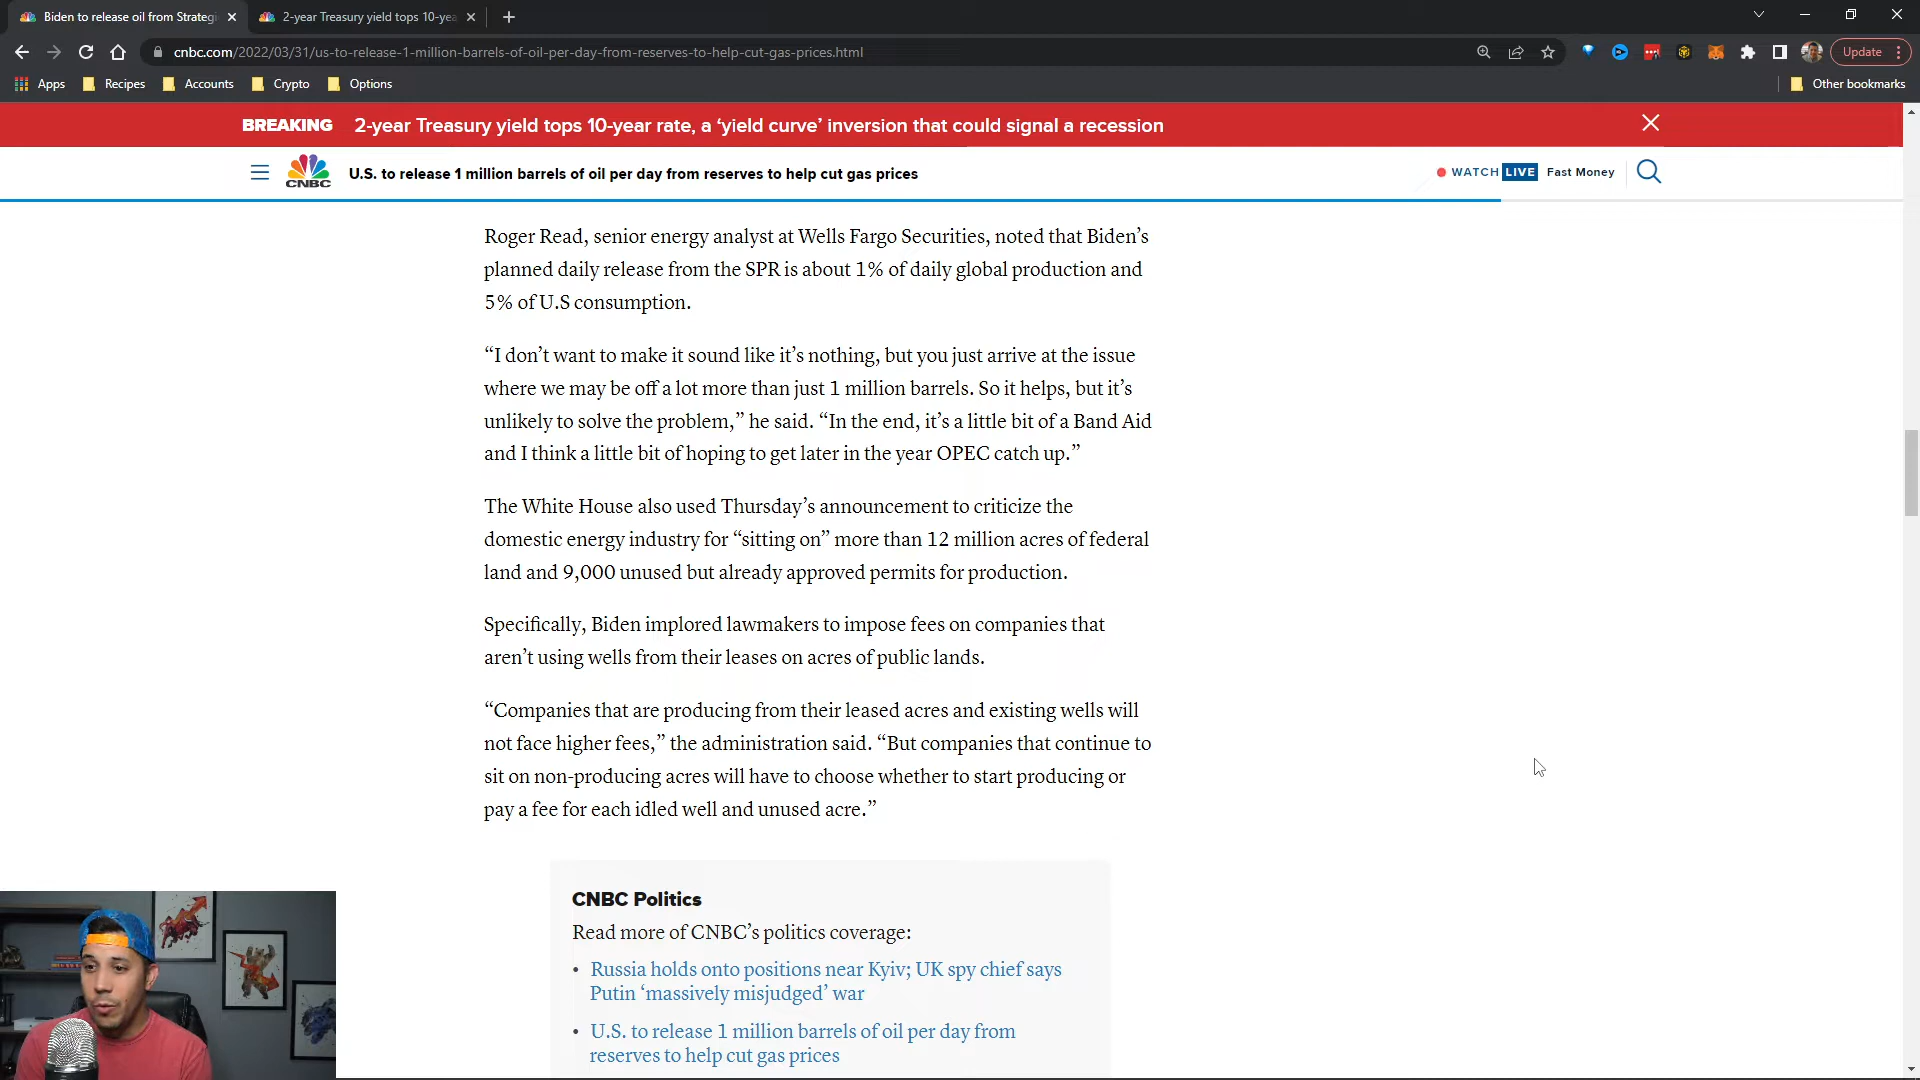 Biden to release oil from Strategi
2-year Treasury yield tops 10-yea
cnbc.com/2022/03/31/us-to-release-1-million-barrels-of-oil-per-day-from-reserves-to-help-cut-gas-prices.html
Update
Apps
Recipes
Accounts
Crypto
Options
Other bookmarks
BREAKING 2-year Treasury yield tops 10-year rate, a ‘yield curve’ inversion that could signal a recession
CNBC
U.S. to release 1 million barrels of oil per day from reserves to help cut gas prices
WATCH LIVE Fast Money
Roger Read, senior energy analyst at Wells Fargo Securities, noted that Biden’s
planned daily release from the SPR is about 1% of daily global production and
5% of U.S consumption.
“I don’t want to make it sound like it’s nothing, but you just arrive at the issue
where we may be off a lot more than just 1 million barrels. So it helps, but it’s
unlikely to solve the problem,” he said. “In the end, it’s a little bit of a Band Aid
and I think a little bit of hoping to get later in the year OPEC catch up.”
The White House also used Thursday’s announcement to criticize the
domestic energy industry for “sitting on” more than 12 million acres of federal
land and 9,000 unused but already approved permits for production.
Specifically, Biden implored lawmakers to impose fees on companies that
aren’t using wells from their leases on acres of public lands.
“Companies that are producing from their leased acres and existing wells will
not face higher fees,” the administration said. “But companies that continue to
sit on non-producing acres will have to choose whether to start producing or
pay a fee for each idled well and unused acre.”
CNBC Politics
Read more of CNBC’s politics coverage:
• Russia holds onto positions near Kyiv; UK spy chief says
Putin ‘massively misjudged’ war
• U.S. to release 1 million barrels of oil per day from
reserves to help cut gas prices